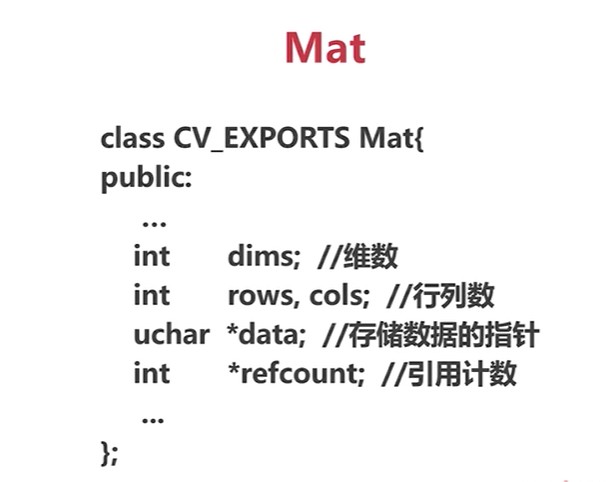 Mat
class CV_EXPORTS Mat{
public:
...
int dims; //维数
int rows, cols; //行列数
uchar *data; //存储数据的指针
int *refcount; //引用计数
...
};